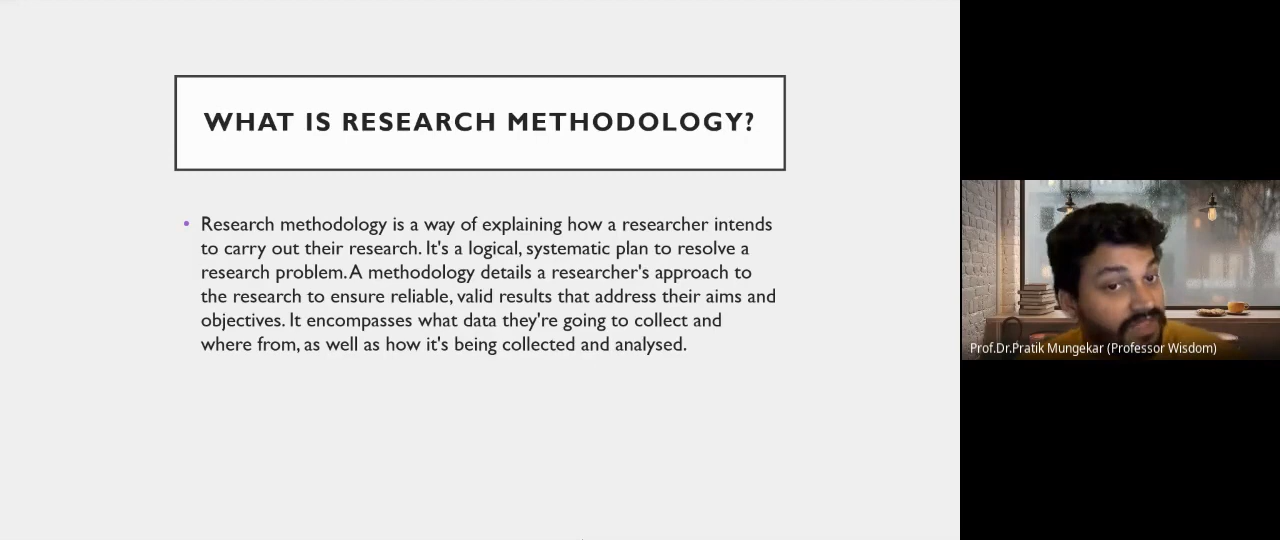 WHAT IS RESEARCH METHODOLOGY?
• Research methodology is a way of explaining how a researcher intends
to carry out their research. It's a logical, systematic plan to resolve a
research problem. A methodology details a researcher's approach to
the research to ensure reliable, valid results that address their aims and
objectives. It encompasses what data they're going to collect and
where from, as well as how it's being collected and analysed.
Prof.Dr.Pratik Mungekar (Professor Wisdom)